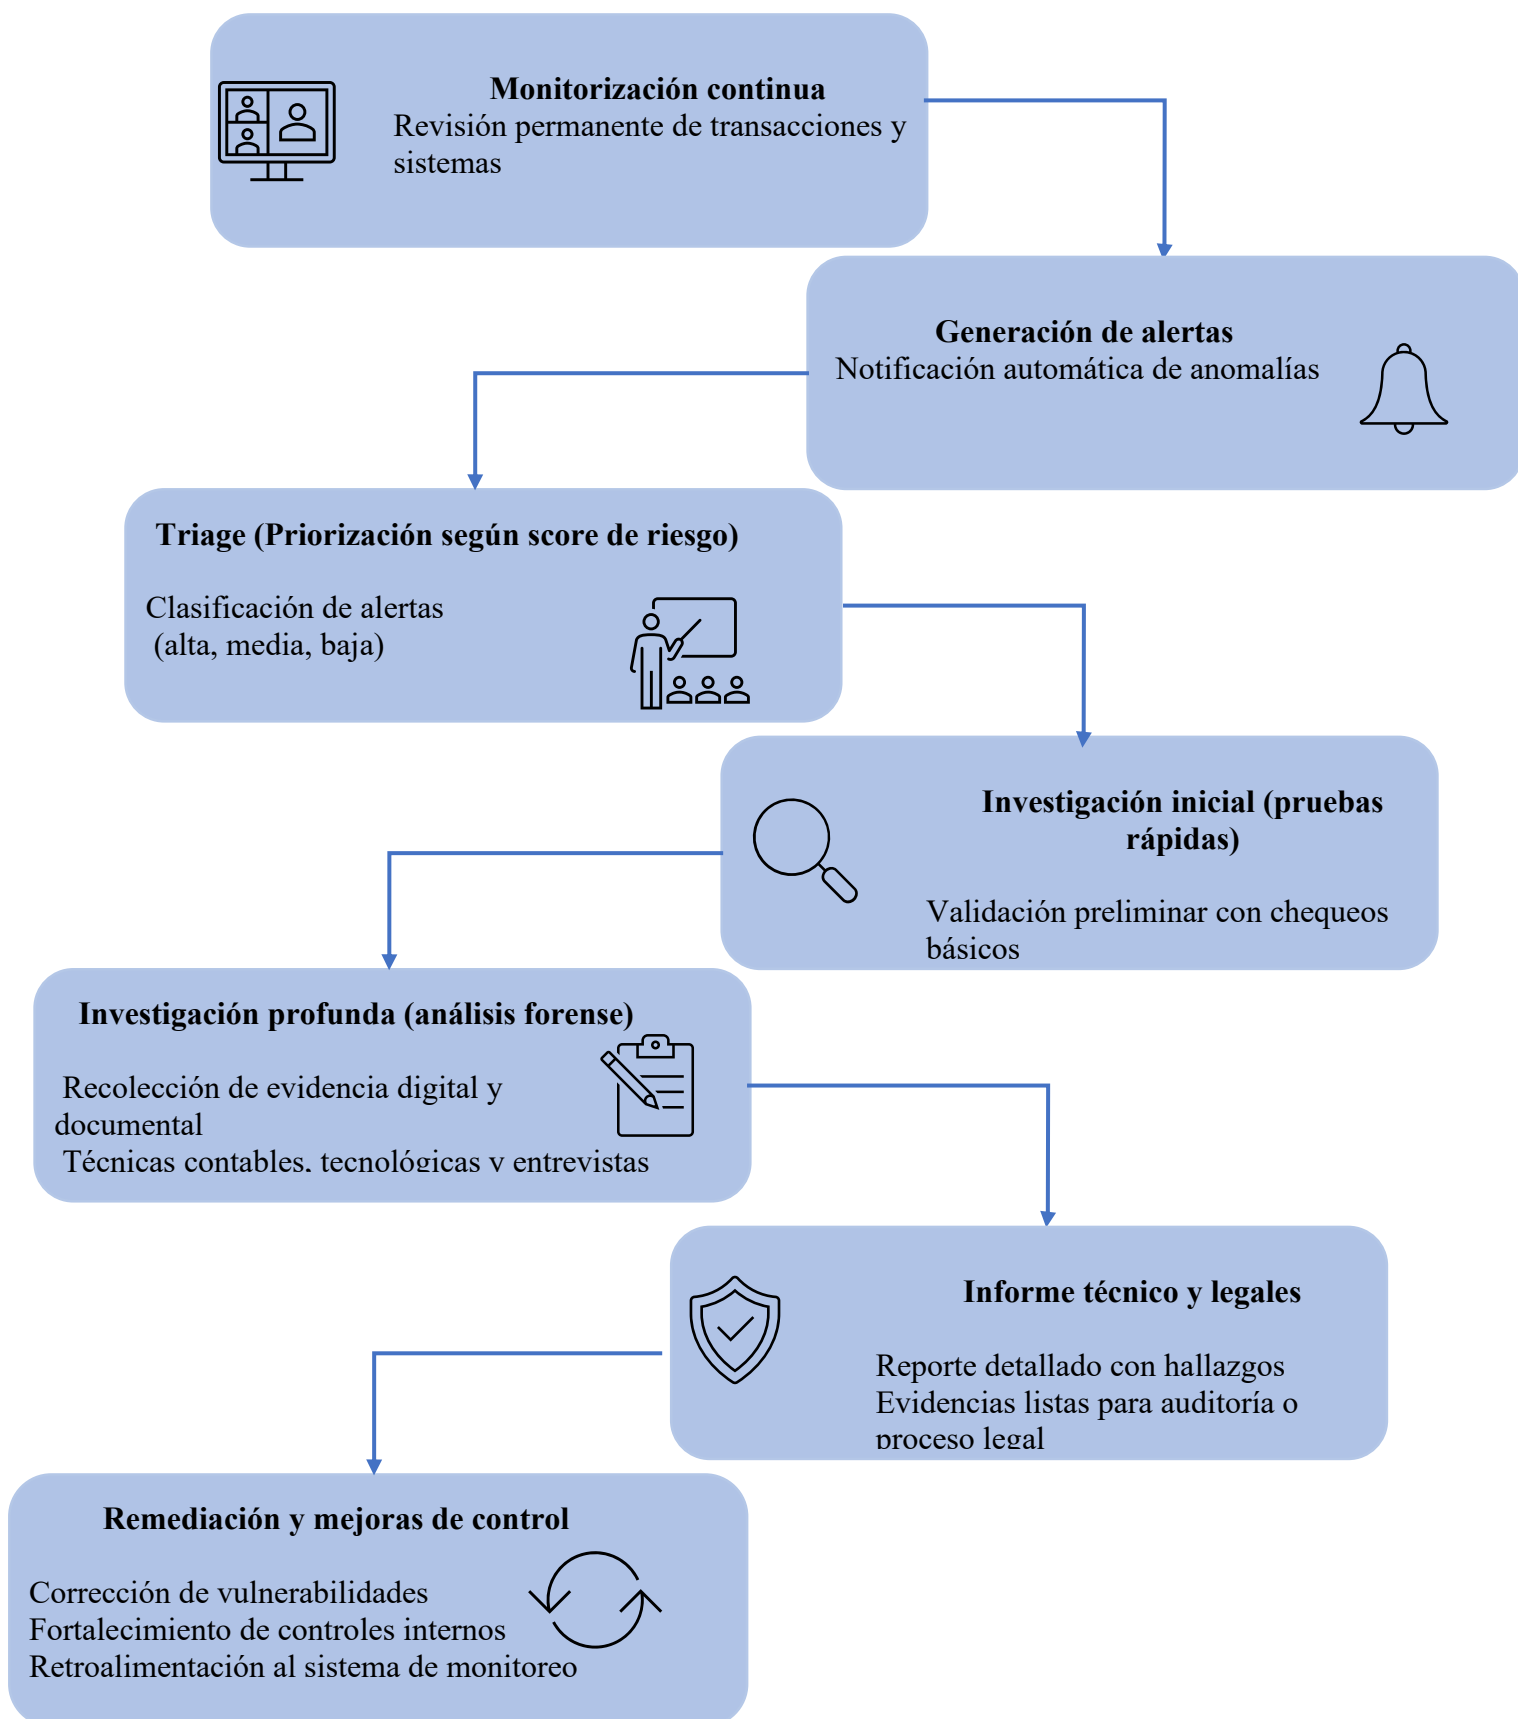 Monitorización continua
Revisión permanente de transacciones y
sistemas
Generación de alertas
Notificación automática de anomalías
Triage (Priorización según score de riesgo)
Clasificación de alertas
(alta, media, baja)
Investigación inicial (pruebas
rápidas)
Validación preliminar con chequeos
básicos
Investigación profunda (análisis forense)
Recolección de evidencia digital y
documental
Técnicas contables, tecnológicas y entrevistas
Informe técnico y legales
Reporte detallado con hallazgos
Evidencias listas para auditoría o
proceso legal
Remediación y mejoras de control
Corrección de vulnerabilidades
Fortalecimiento de controles internos
Retroalimentación al sistema de monitoreo